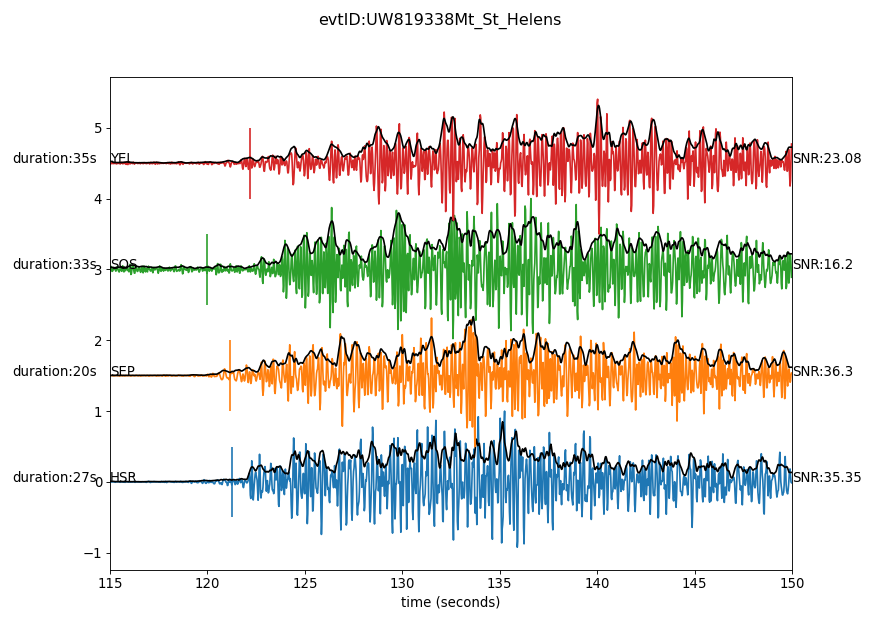 evtID:UW819338Mt_St_Helens
5
duration:35s YEL SNR:23.08
4
duration:33s SOS SNR:16.2
3
2
duration:20s SEP SNR:36.3
1
duration:27s HSR SNR:35.35
0
−1
115 120 125 130 135 140 145 150
time (seconds)